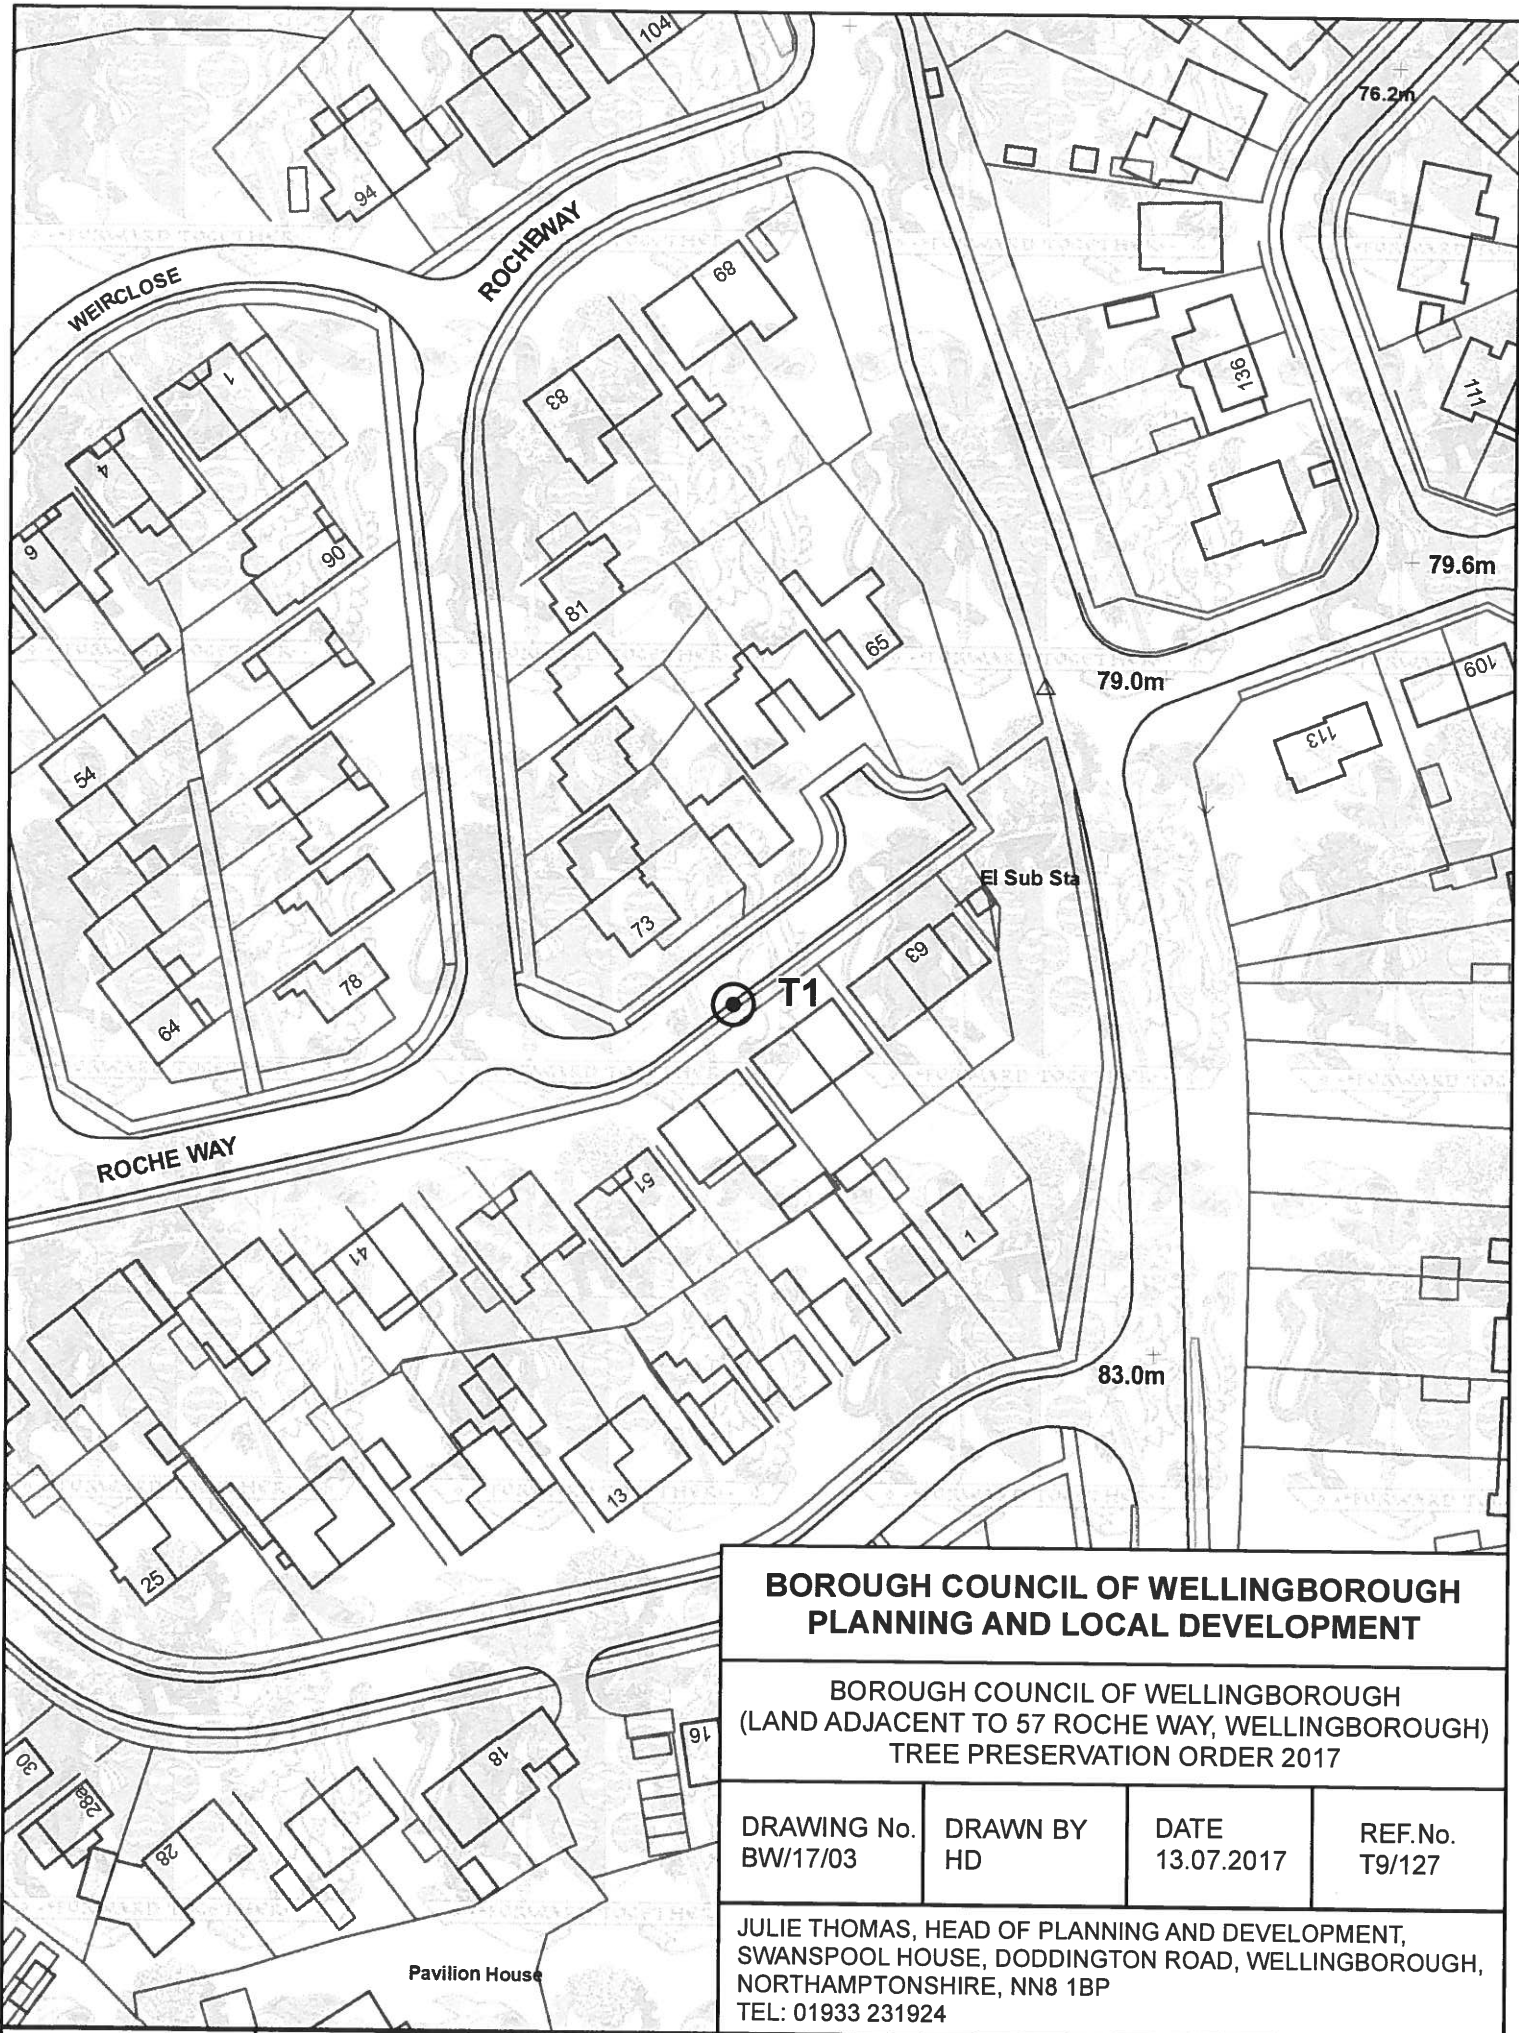 104
76.2m
94
ROCHEWAY
68
WEIRCLOSE
1
83
136
111
4
9
90
79.6m
81
65
109
79.0m
113
54
El Sub Sta
73
63
78
T1
64
ROCHE WAY
51
41
1
83.0m
13
25
BOROUGH COUNCIL OF WELLINGBOROUGH
PLANNING AND LOCAL DEVELOPMENT
BOROUGH COUNCIL OF WELLINGBOROUGH
(LAND ADJACENT TO 57 ROCHE WAY, WELLINGBOROUGH)
TREE PRESERVATION ORDER 2017
16
18
30
28a
28
DRAWING No.
BW/17/03
DRAWN BY
HD
DATE
13.07.2017
REF.No.
T9/127
JULIE THOMAS, HEAD OF PLANNING AND DEVELOPMENT,
SWANSPOOL HOUSE, DODDINGTON ROAD, WELLINGBOROUGH,
NORTHAMPTONSHIRE, NN8 1BP
TEL: 01933 231924
Pavilion House